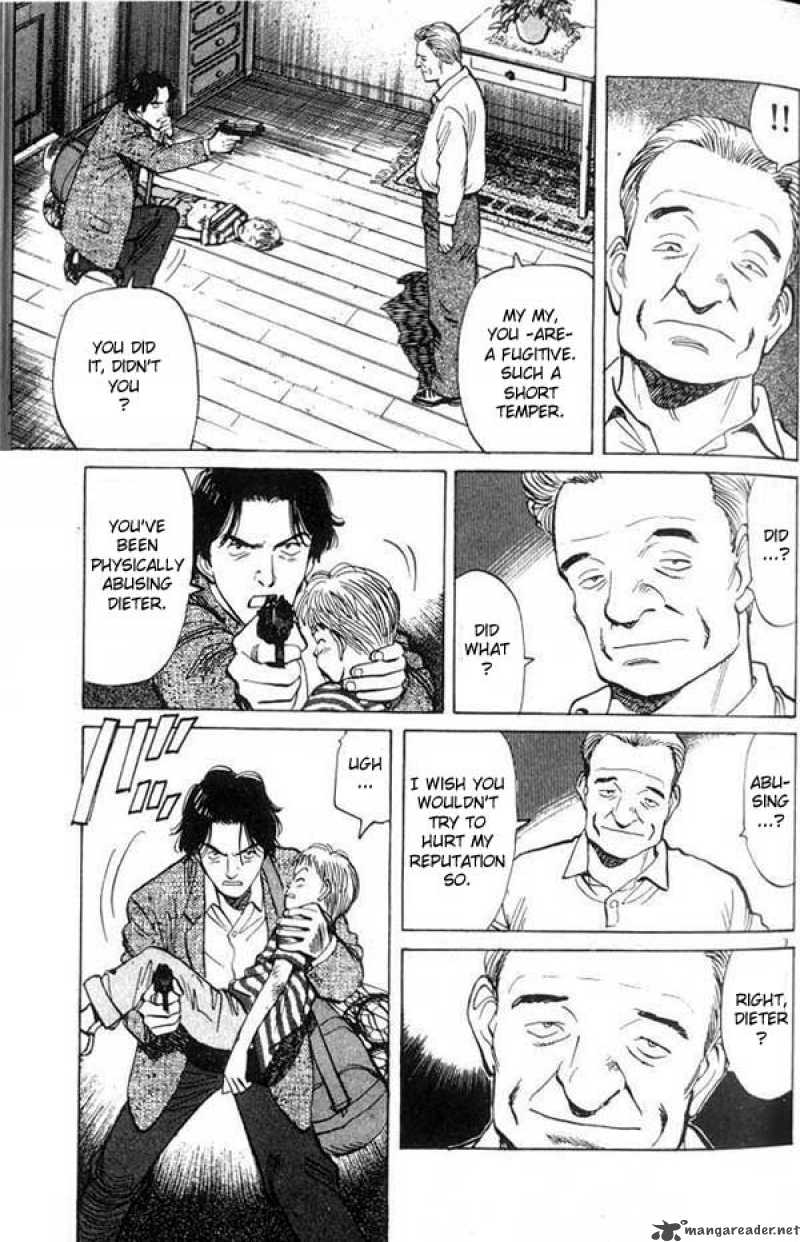 !!
MY MY,
YOU -ARE-
A FUGITIVE.
SUCH A
SHORT
TEMPER.
YOU DID
IT, DIDN'T
YOU
?
DID
...?
DID
WHAT
?
YOU'VE
BEEN
PHYSICALLY
ABUSING
DIETER.
ABU-
SING
...?
I WISH YOU
WOULDN'T
TRY TO
HURT MY
REPUTATION
SO.
RIGHT,
DIETER
?
UGH
...
mangareader.net